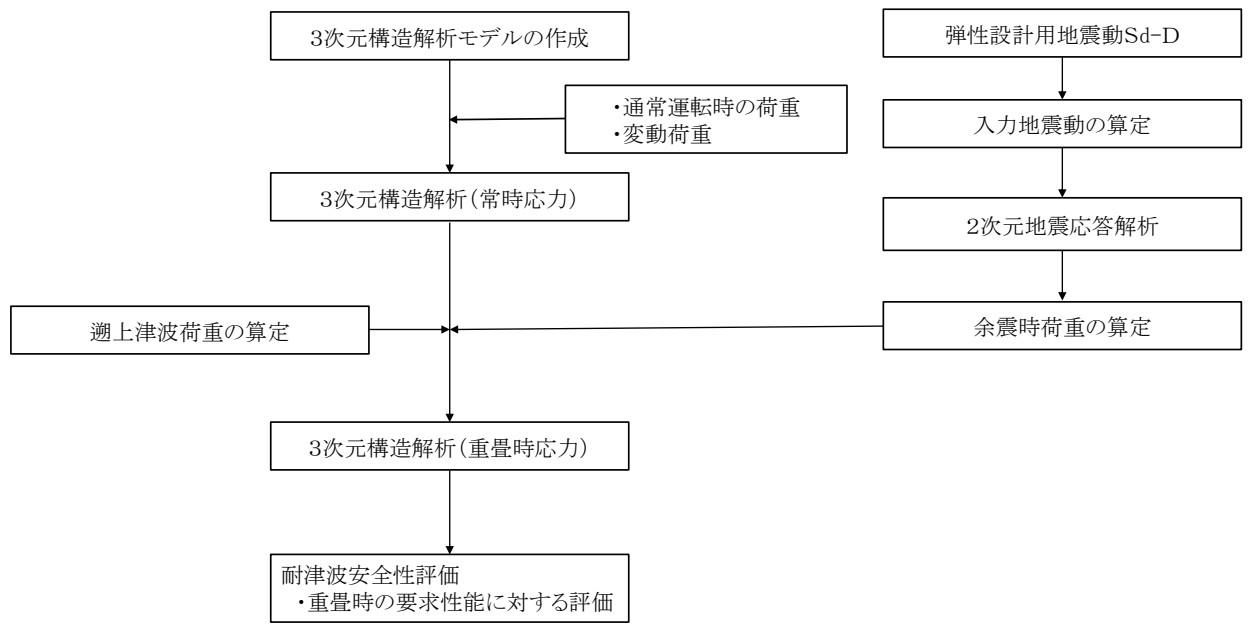 3次元構造解析モデルの作成
弾性設計用地震動Sd-D
・通常運転時の荷重
・変動荷重
入力地震動の算定
3次元構造解析(常時応力)
2次元地震応答解析
遡上津波荷重の算定
余震時荷重の算定
3次元構造解析(重畳時応力)
耐津波安全性評価
・重畳時の要求性能に対する評価